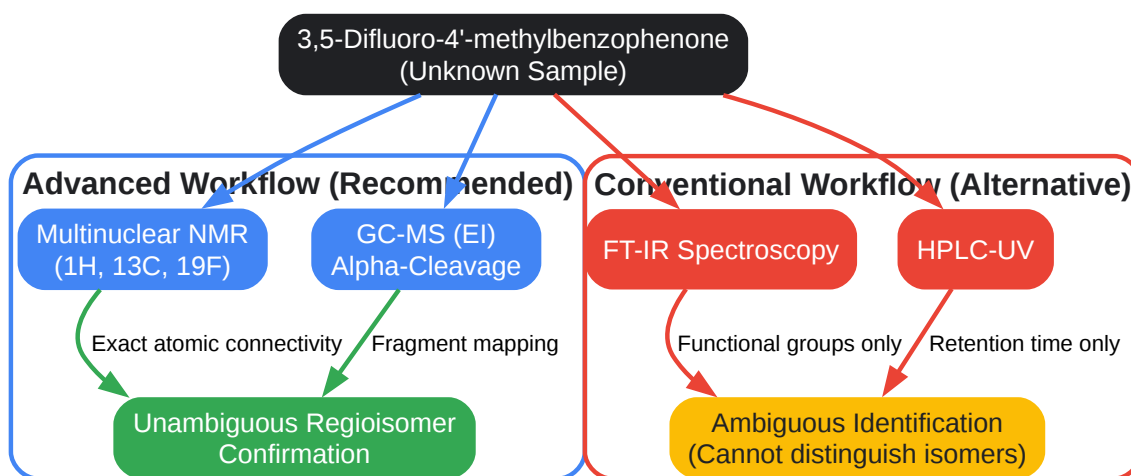 3,5-Difluoro-4'-methylbenzophenone
(Unknown Sample)
Advanced Workflow (Recommended)
Conventional Workflow (Alternative)
Multinuclear NMR
(1H, 13C, 19F)
GC-MS (EI)
Alpha-Cleavage
FT-IR Spectroscopy
HPLC-UV
Exact atomic connectivity
Fragment mapping
Functional groups only
Retention time only
Unambiguous Regioisomer
Confirmation
Ambiguous Identification
(Cannot distinguish isomers)